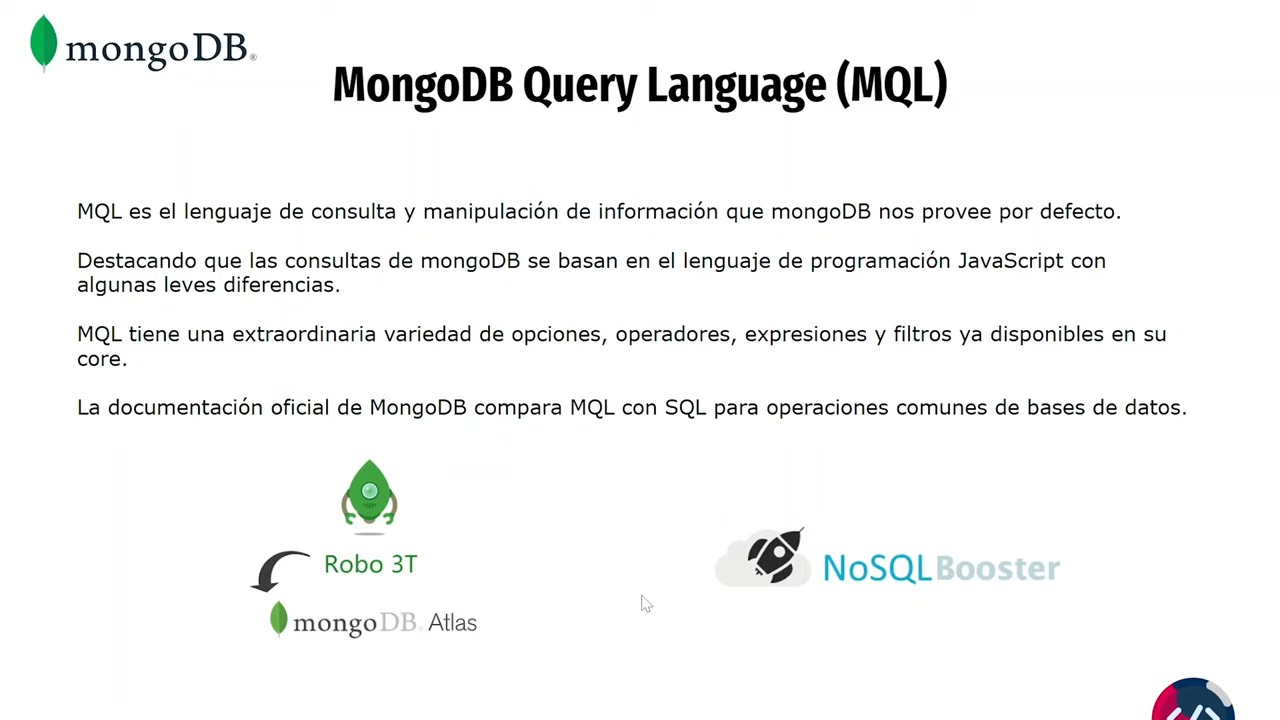 mongoDB®
MongoDB Query Language (MQL)
MQL es el lenguaje de consulta y manipulación de información que mongoDB nos provee por defecto.
Destacando que las consultas de mongoDB se basan en el lenguaje de programación JavaScript con
algunas leves diferencias.
MQL tiene una extraordinaria variedad de opciones, operadores, expresiones y filtros ya disponibles en su
core.
La documentación oficial de MongoDB compara MQL con SQL para operaciones comunes de bases de datos.
Robo 3T
mongoDB. Atlas
NoSQLBooster